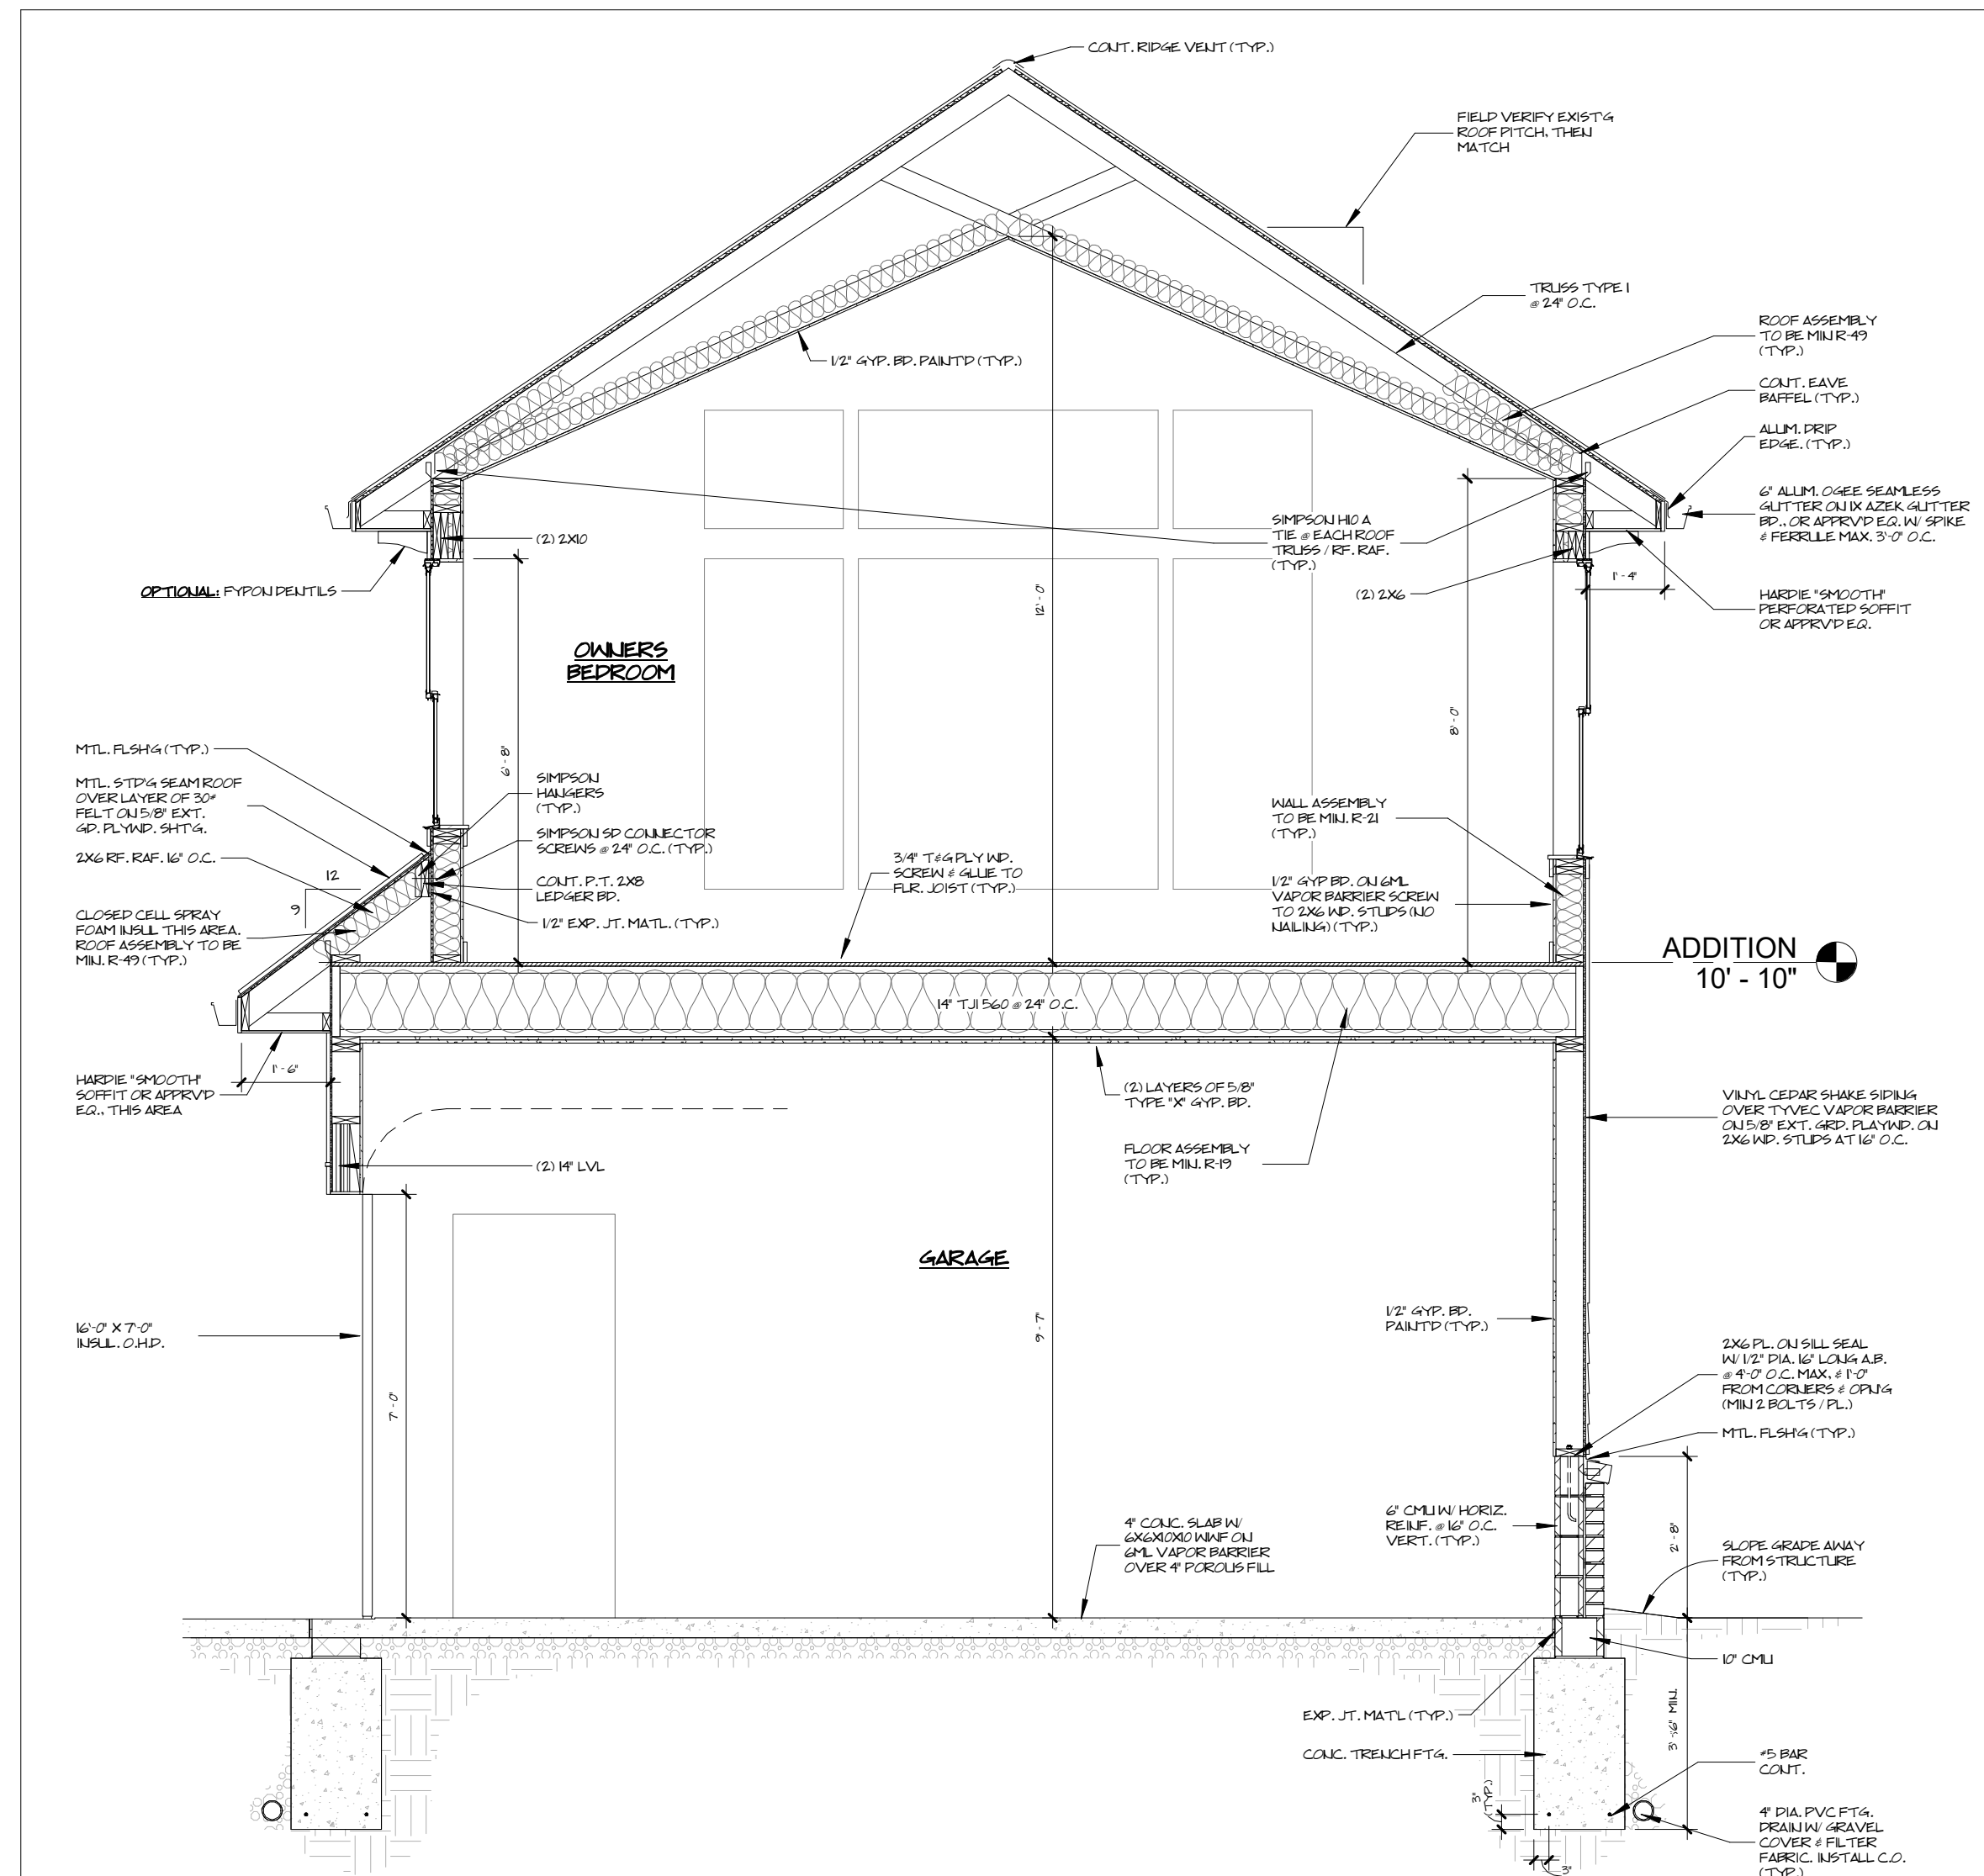 CONT. RIDGE VENT (TYP.)
FIELD VERIFY EXIST'G
ROOF PITCH, THEN
MATCH
TRUSS TYPE 1
@ 24" O.C.
ROOF ASSEMBLY
TO BE MIN R-49
(TYP.)
1/2" GYP. BD. PAINT'D (TYP.)
CONT. EAVE
BAFFEL (TYP.)
ALUM. DRIP
EDGE. (TYP.)
6" ALUM. OGEE SEAMLESS
GUTTER ON 1X AZEK GUTTER
BD., OR APPRV'D EQ. W/ SPIKE
& FERRULE MAX. 3'-0" O.C.
SIMPSON H10 A
TIE @ EACH ROOF
TRUSS / RF. RAF.
(TYP.)
(2) 2X10
OPTIONAL: FYPON DENTILS
(2) 2X6
1' - 4"
HARDIE "SMOOTH"
PERFORATED SOFFIT
OR APPRV'D EQ.
12' - 0"
OWNERS
BEDROOM
8' - 0"
6' - 8"
MTL. FLSH'G (TYP.)
MTL. STD'G SEAM ROOF
OVER LAYER OF 30#
FELT ON 5/8" EXT.
GD. PLYWD. SHT'G.
2X6 RF. RAF. 16" O.C.
12
9
CLOSED CELL SPRAY
FOAM INSUL THIS AREA.
ROOF ASSEMBLY TO BE
MIN. R-49 (TYP.)
SIMPSON
HANGERS
(TYP.)
SIMPSON SD CONNECTOR
SCREWS @ 24" O.C. (TYP.)
CONT. P.T. 2X8
LEDGER BD.
1/2" EXP. JT. MATL. (TYP.)
3/4" T&G PLY WD.
SCREW & GLUE TO
FLR. JOIST (TYP.)
WALL ASSEMBLY
TO BE MIN. R-21
(TYP.)
1/2" GYP BD. ON 6ML
VAPOR BARRIER SCREW
TO 2X6 WD. STUDS (NO
NAILING) (TYP.)
ADDITION
10' - 10"
14" TJI 560 @ 24" O.C.
1' - 6"
HARDIE "SMOOTH"
SOFFIT OR APPRV'D
EQ., THIS AREA
(2) LAYERS OF 5/8"
TYPE "X" GYP. BD.
FLOOR ASSEMBLY
TO BE MIN. R-19
(TYP.)
VINYL CEDAR SHAKE SIDING
OVER TYVEC VAPOR BARRIER
ON 5/8" EXT. GRD. PLAYWD. ON
2X6 WD. STUDS AT 16" O.C.
(2) 14" LVL
GARAGE
16'-0" X 7'-0"
INSUL. O.H.D.
7' - 0"
9' - 7"
1/2" GYP. BD.
PAINT'D (TYP.)
2X6 PL. ON SILL SEAL
W/ 1/2" DIA. 16" LONG A.B.
@ 4'-0" O.C. MAX, & 1'-0"
FROM CORNERS & OPN'G
(MIN 2 BOLTS / PL.)
MTL. FLSH'G (TYP.)
6" CMU W/ HORIZ.
REINF. @ 16" O.C.
VERT. (TYP.)
4" CONC. SLAB W/
6X6X10X10 WWF ON
6ML VAPOR BARRIER
OVER 4" POROUS FILL
2' - 8"
SLOPE GRADE AWAY
FROM STRUCTURE
(TYP.)
10" CMU
EXP. JT. MAT'L (TYP.)
CONC. TRENCH FTG.
3' - 6" MIN.
#5 BAR
CONT.
3"
(TYP.)
3"
4" DIA. PVC FTG.
DRAIN W/ GRAVEL
COVER & FILTER
FABRIC. INSTALL C.O.
(TYP.)